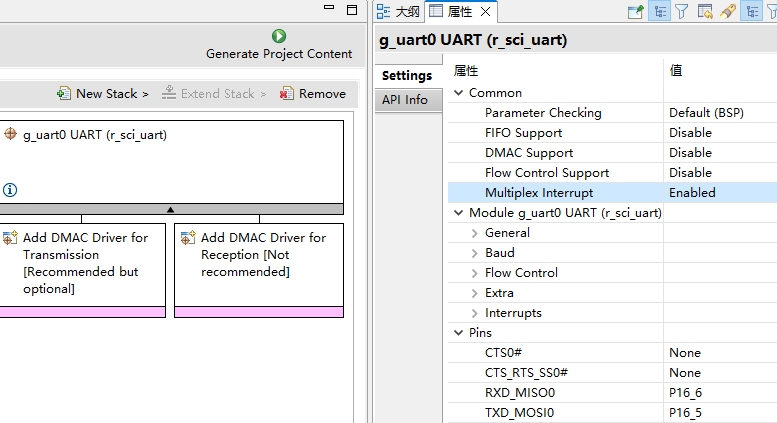 Generate Project Content
New Stack >
Extend Stack >
Remove
g_uart0 UART (r_sci_uart)
Add DMAC Driver for
Transmission
[Recommended but
optional]
Add DMAC Driver for
Reception [Not
recommended]
大纲
属性
g_uart0 UART (r_sci_uart)
Settings
API Info
属性 值
Common
Parameter Checking Default (BSP)
FIFO Support Disable
DMAC Support Disable
Flow Control Support Disable
Multiplex Interrupt Enabled
Module g_uart0 UART (r_sci_uart)
General
Baud
Flow Control
Extra
Interrupts
Pins
CTS0# None
CTS_RTS_SS0# None
RXD_MISO0 P16_6
TXD_MOSI0 P16_5